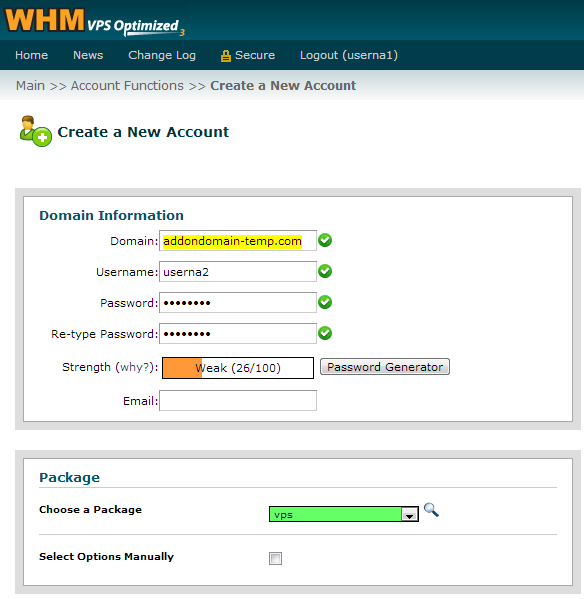 WHM VPS Optimized 3
Home News Change Log Secure Logout (userna1)
Main >> Account Functions >> Create a New Account
Create a New Account
Domain Information
Domain: addondomain-temp.com
Username: userna2
Password: ••••••••
Re-type Password: ••••••••
Strength (why?): Weak (26/100) Password Generator
Email:
Package
Choose a Package vps
Select Options Manually